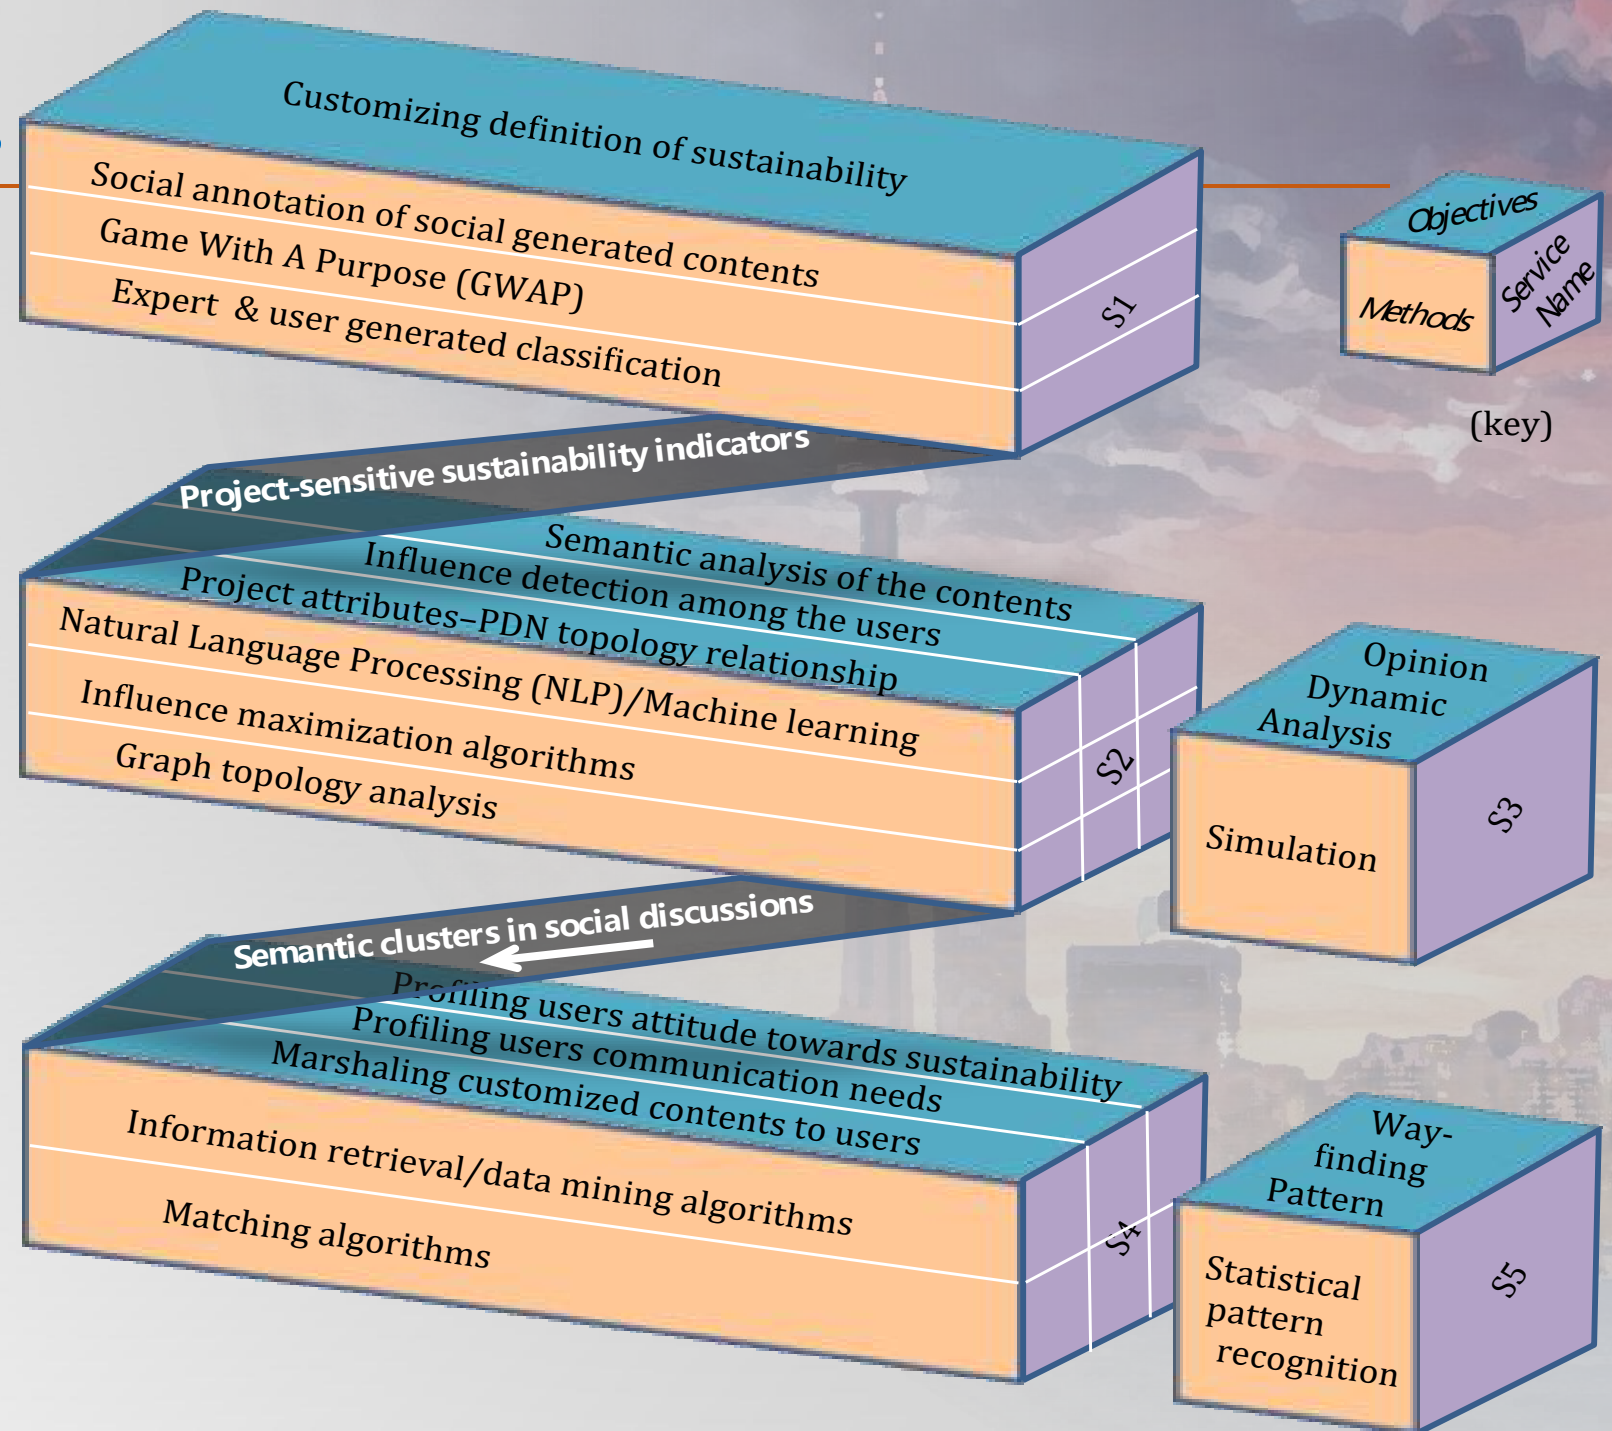 Customizing definition of sustainability
Social annotation of social generated contents
Game With A Purpose (GWAP)
Expert & user generated classification
S1
Objectives
Methods
Service
Name
(key)
Project-sensitive sustainability indicators
Semantic analysis of the contents
Influence detection among the users
Project attributes–PDN topology relationship
Natural Language Processing (NLP)/Machine learning
Influence maximization algorithms
Graph topology analysis
S2
Opinion
Dynamic
Analysis
Simulation
S3
Semantic clusters in social discussions
Profiling users attitude towards sustainability
Profiling users communication needs
Marshaling customized contents to users
Information retrieval/data mining algorithms
Matching algorithms
S4
Way-
finding
Pattern
Statistical
pattern
recognition
S5